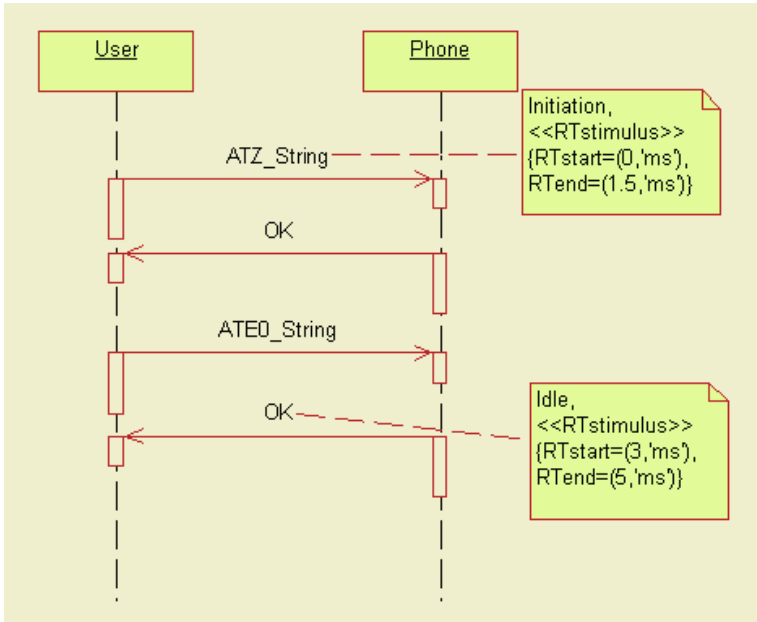 User
Phone
Initiation,
<<RTstimulus>>
{RTstart=(0,'ms'),
RTend=(1.5,'ms')}
ATZ_String
OK
ATE0_String
OK
Idle,
<<RTstimulus>>
{RTstart=(3,'ms'),
RTend=(5,'ms')}